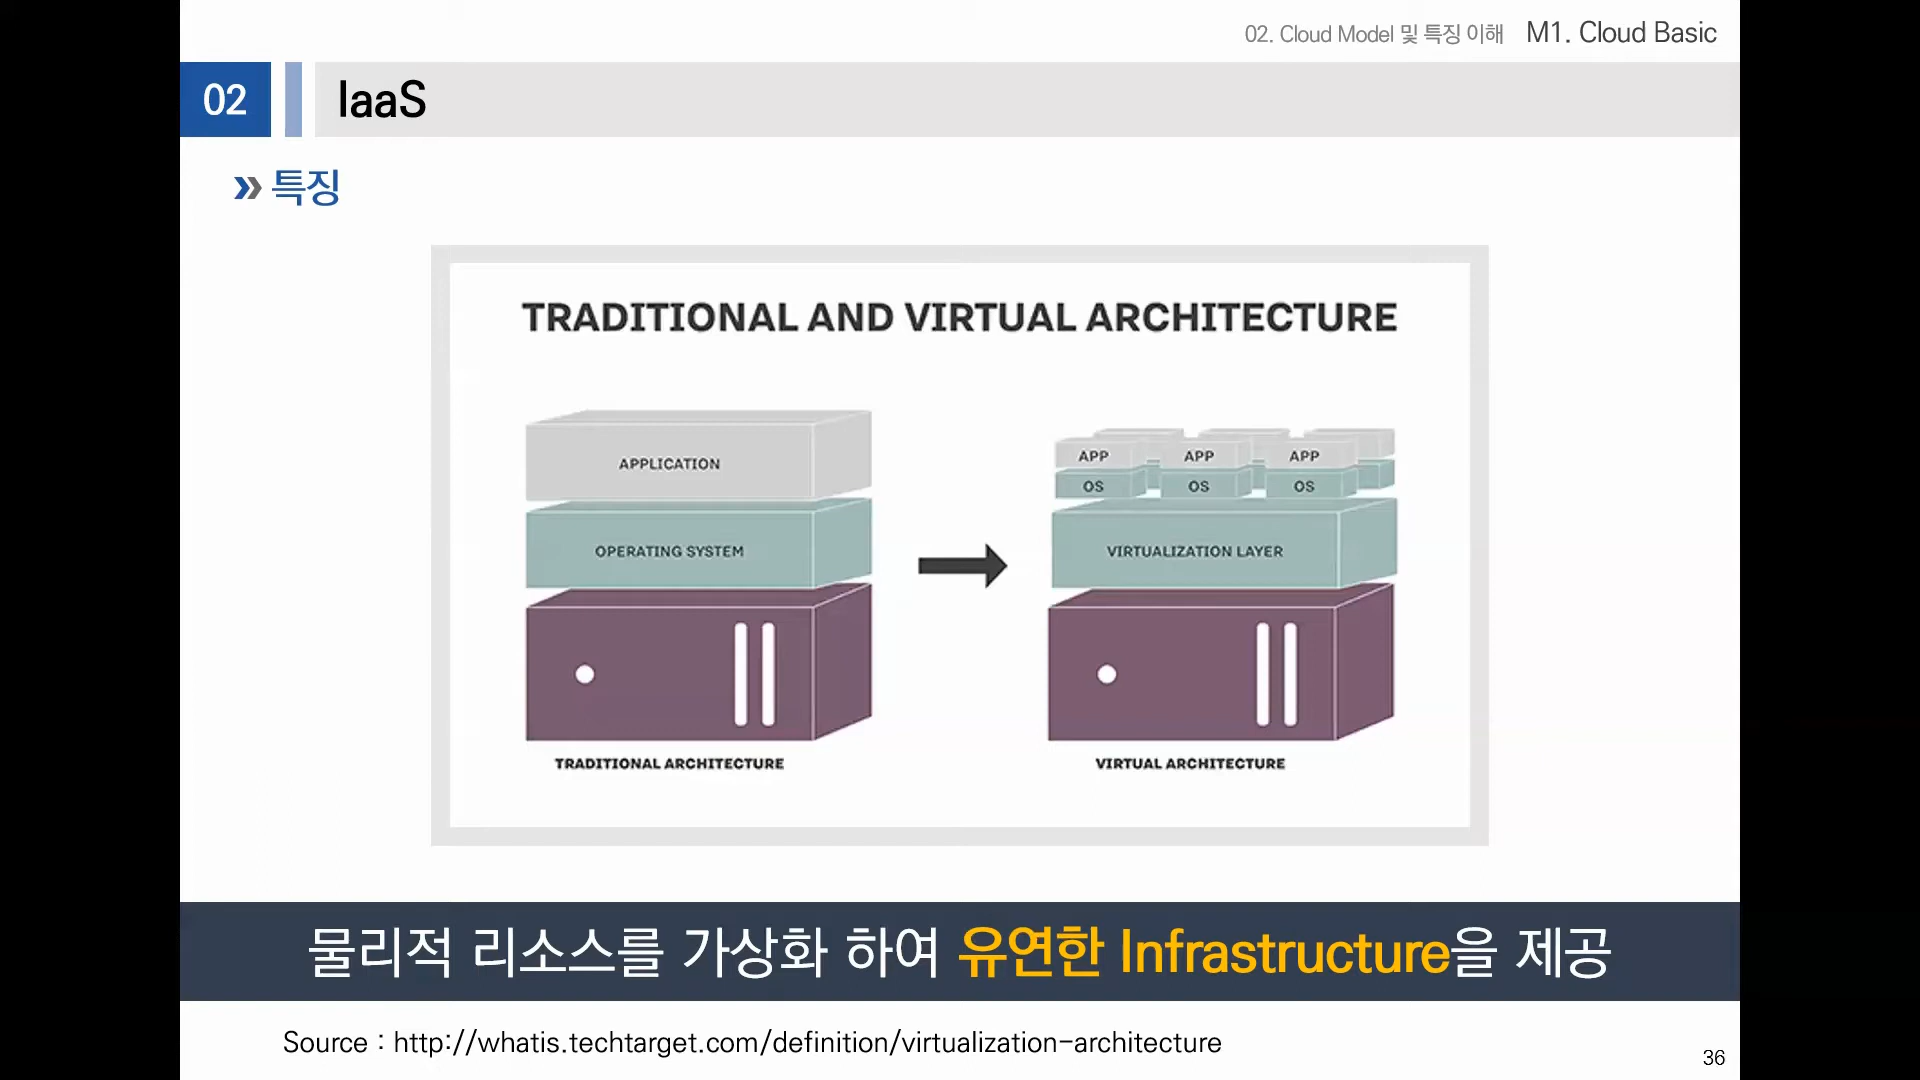 02. Cloud Model 및 특징 이해 M1. Cloud Basic
02 IaaS
특징
TRADITIONAL AND VIRTUAL ARCHITECTURE
APPLICATION
OPERATING SYSTEM
TRADITIONAL ARCHITECTURE
APP APP APP
OS OS OS
VIRTUALIZATION LAYER
VIRTUAL ARCHITECTURE
물리적 리소스를 가상화 하여 유연한 Infrastructure을 제공
Source : http://whatis.techtarget.com/definition/virtualization-architecture
36